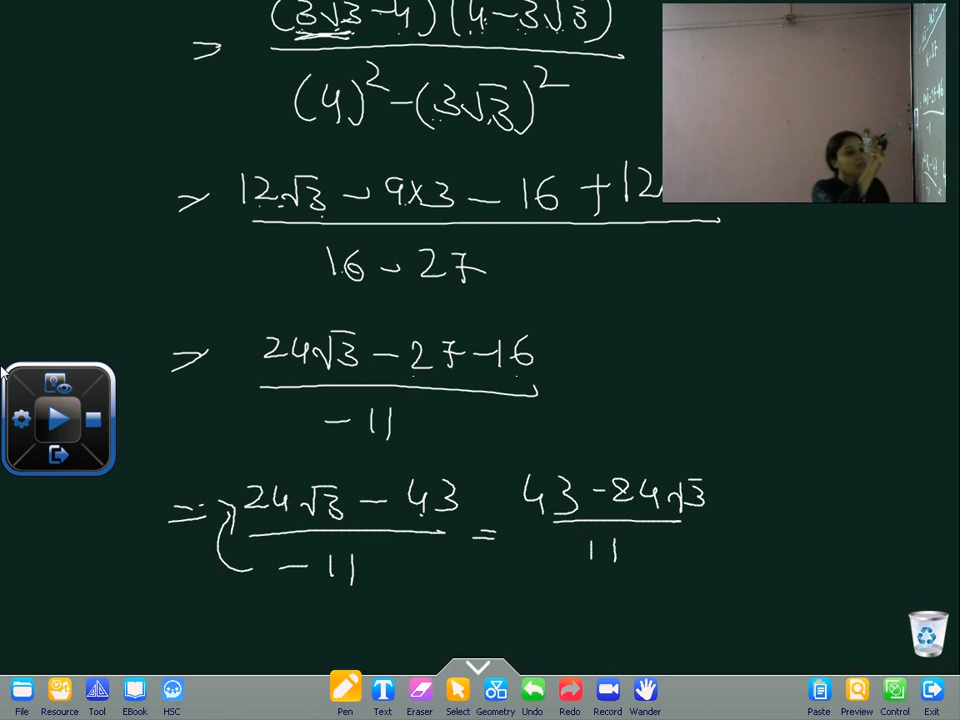 => (3√3 - 4) (4 - 3√3)
(4)² - (3√3)²
=> 12√3 - 9×3 - 16 + 12
16 - 27
=> 24√3 - 27 - 16
- 11
=> 24√3 - 43 = 43 - 24√3
- 11 11
File Resource Tool EBook HSC Pen Text Eraser Select Geometry Undo Redo Record Wander Paste Preview Control Exit